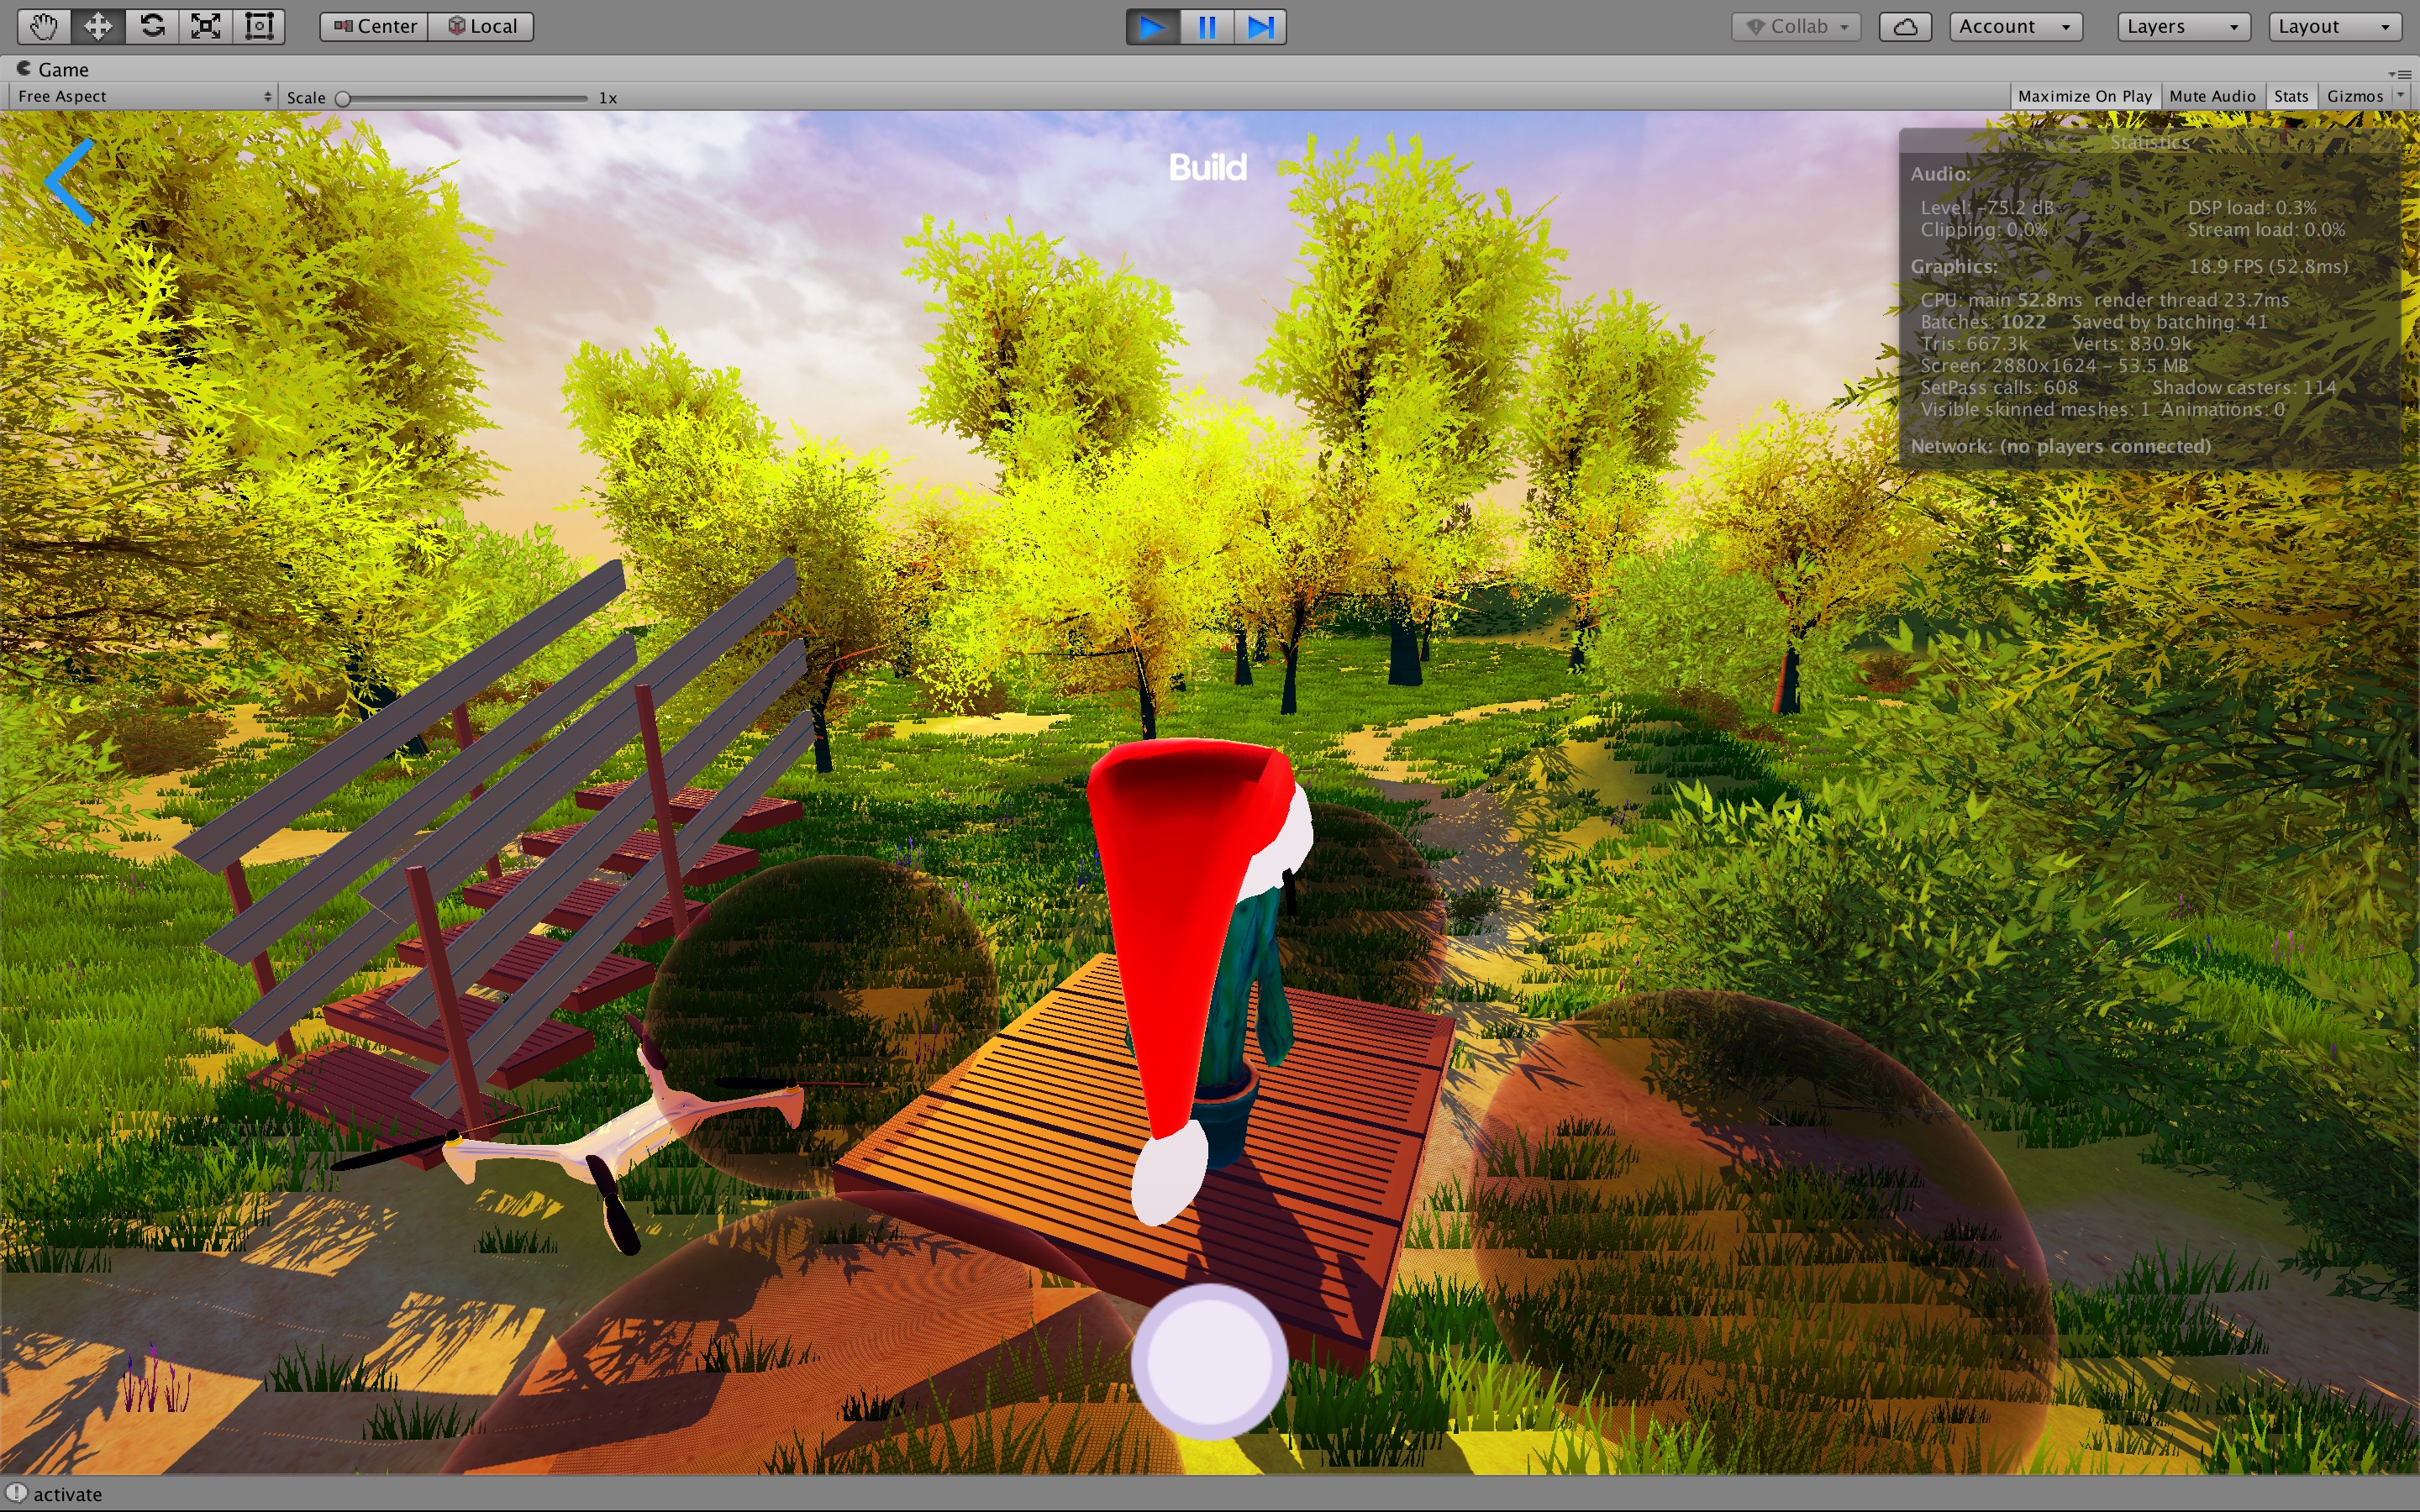 Center Local Collab Account Layers Layout
Game
Free Aspect Scale 1x Maximize On Play Mute Audio Stats Gizmos
Build
Statistics
Audio:
Level: -75.2 dB DSP load: 0.3%
Clipping: 0.0% Stream load: 0.0%
Graphics: 18.9 FPS (52.8ms)
CPU: main 52.8ms render thread 23.7ms
Batches: 1022 Saved by batching: 41
Tris: 667.3k Verts: 830.9k
Screen: 2880x1624 - 53.5 MB
SetPass calls: 608 Shadow casters: 114
Visible skinned meshes: 1 Animations: 0
Network: (no players connected)
activate